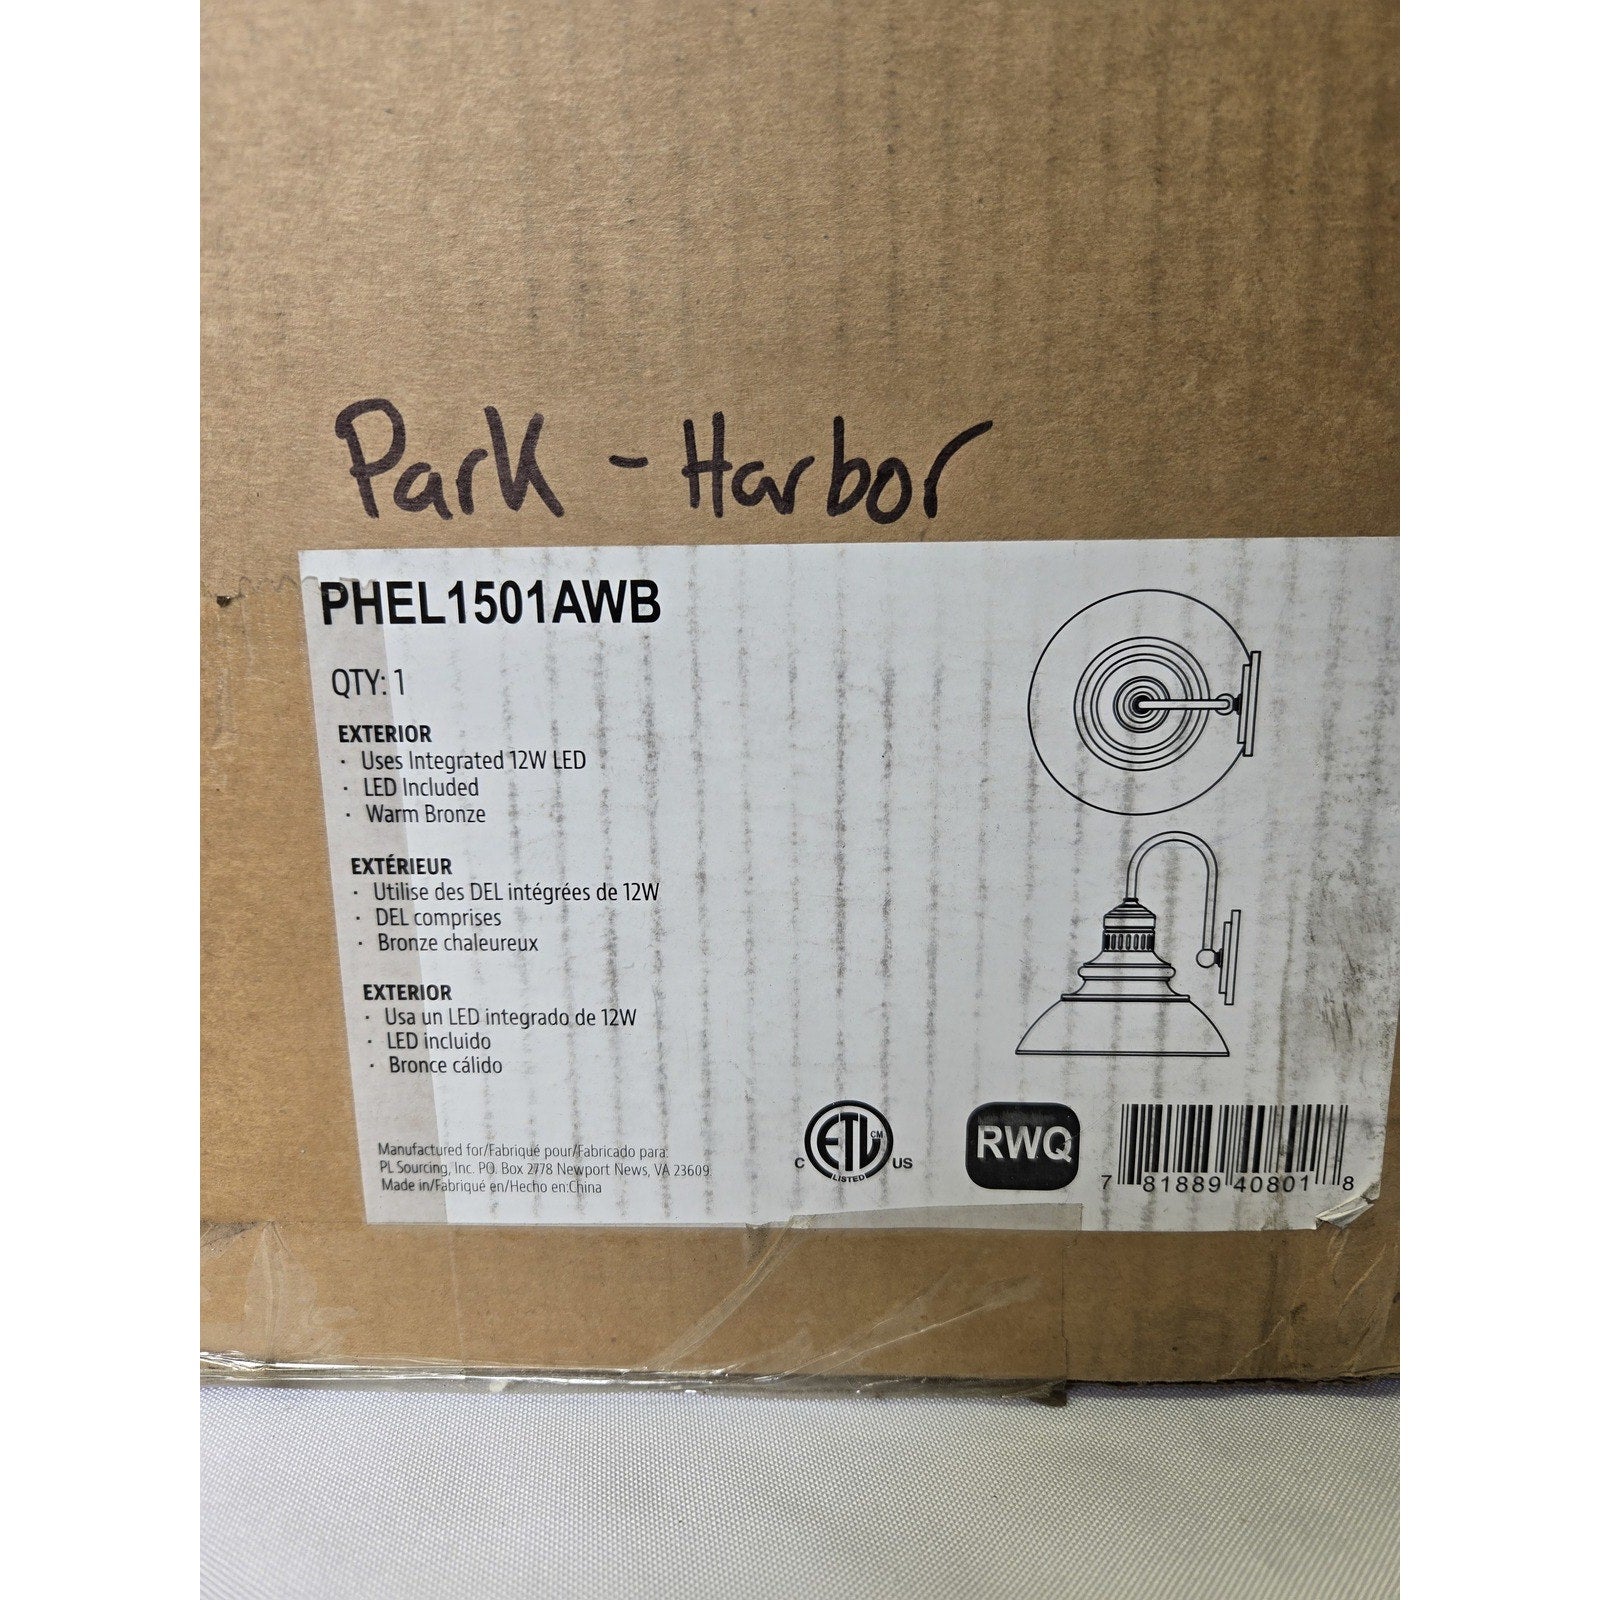 Park - Harbor
PHEL1501AWB
QTY: 1
EXTERIOR
· Uses Integrated 12W LED
· LED Included
· Warm Bronze
EXTÉRIEUR
· Utilise des DEL intégrées de 12W
· DEL comprises
· Bronze chaleureux
EXTERIOR
· Usa un LED integrado de 12W
· LED incluido
· Bronce cálido
Manufactured for/Fabriqué pour/Fabricado para:
PL Sourcing, Inc. P.O. Box 2778 Newport News, VA 23609
Made in/Fabriqué en/Hecho en:China
C ETL CM US
LISTED
RWQ
7 81889 40801 8